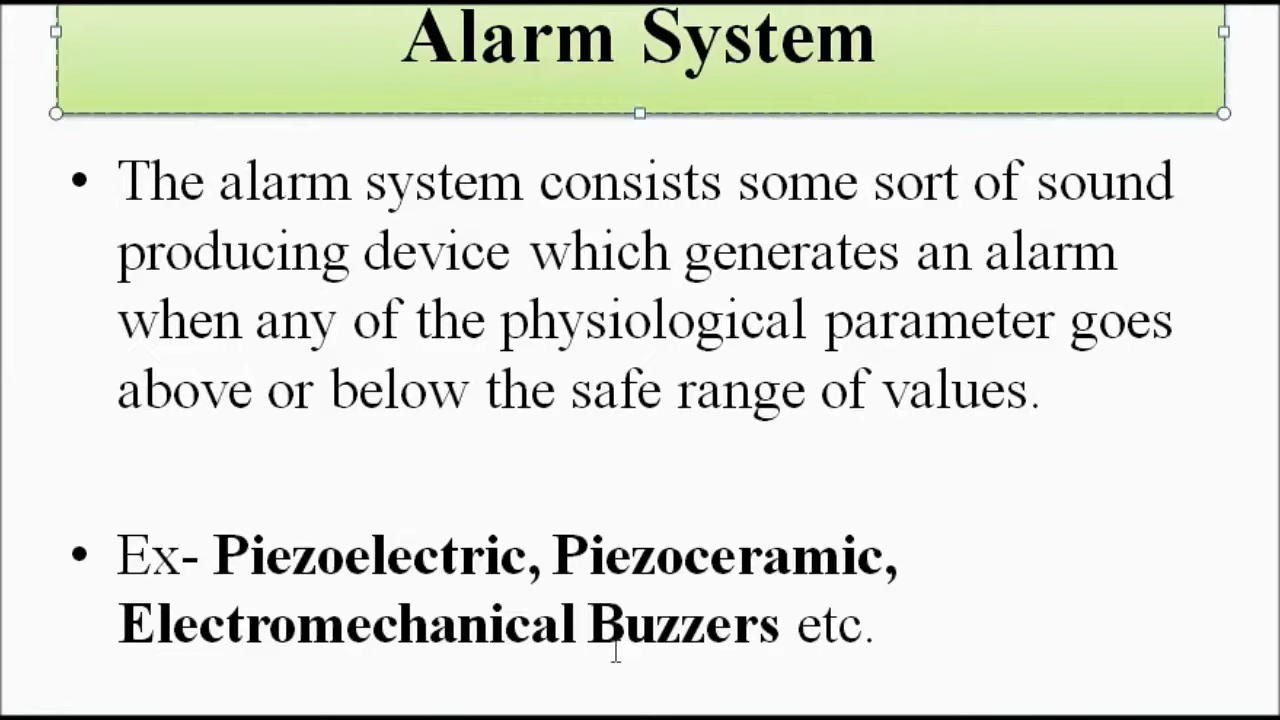 Alarm System
• The alarm system consists some sort of sound
producing device which generates an alarm
when any of the physiological parameter goes
above or below the safe range of values.
• Ex- Piezoelectric, Piezoceramic,
Electromechanical Buzzers etc.